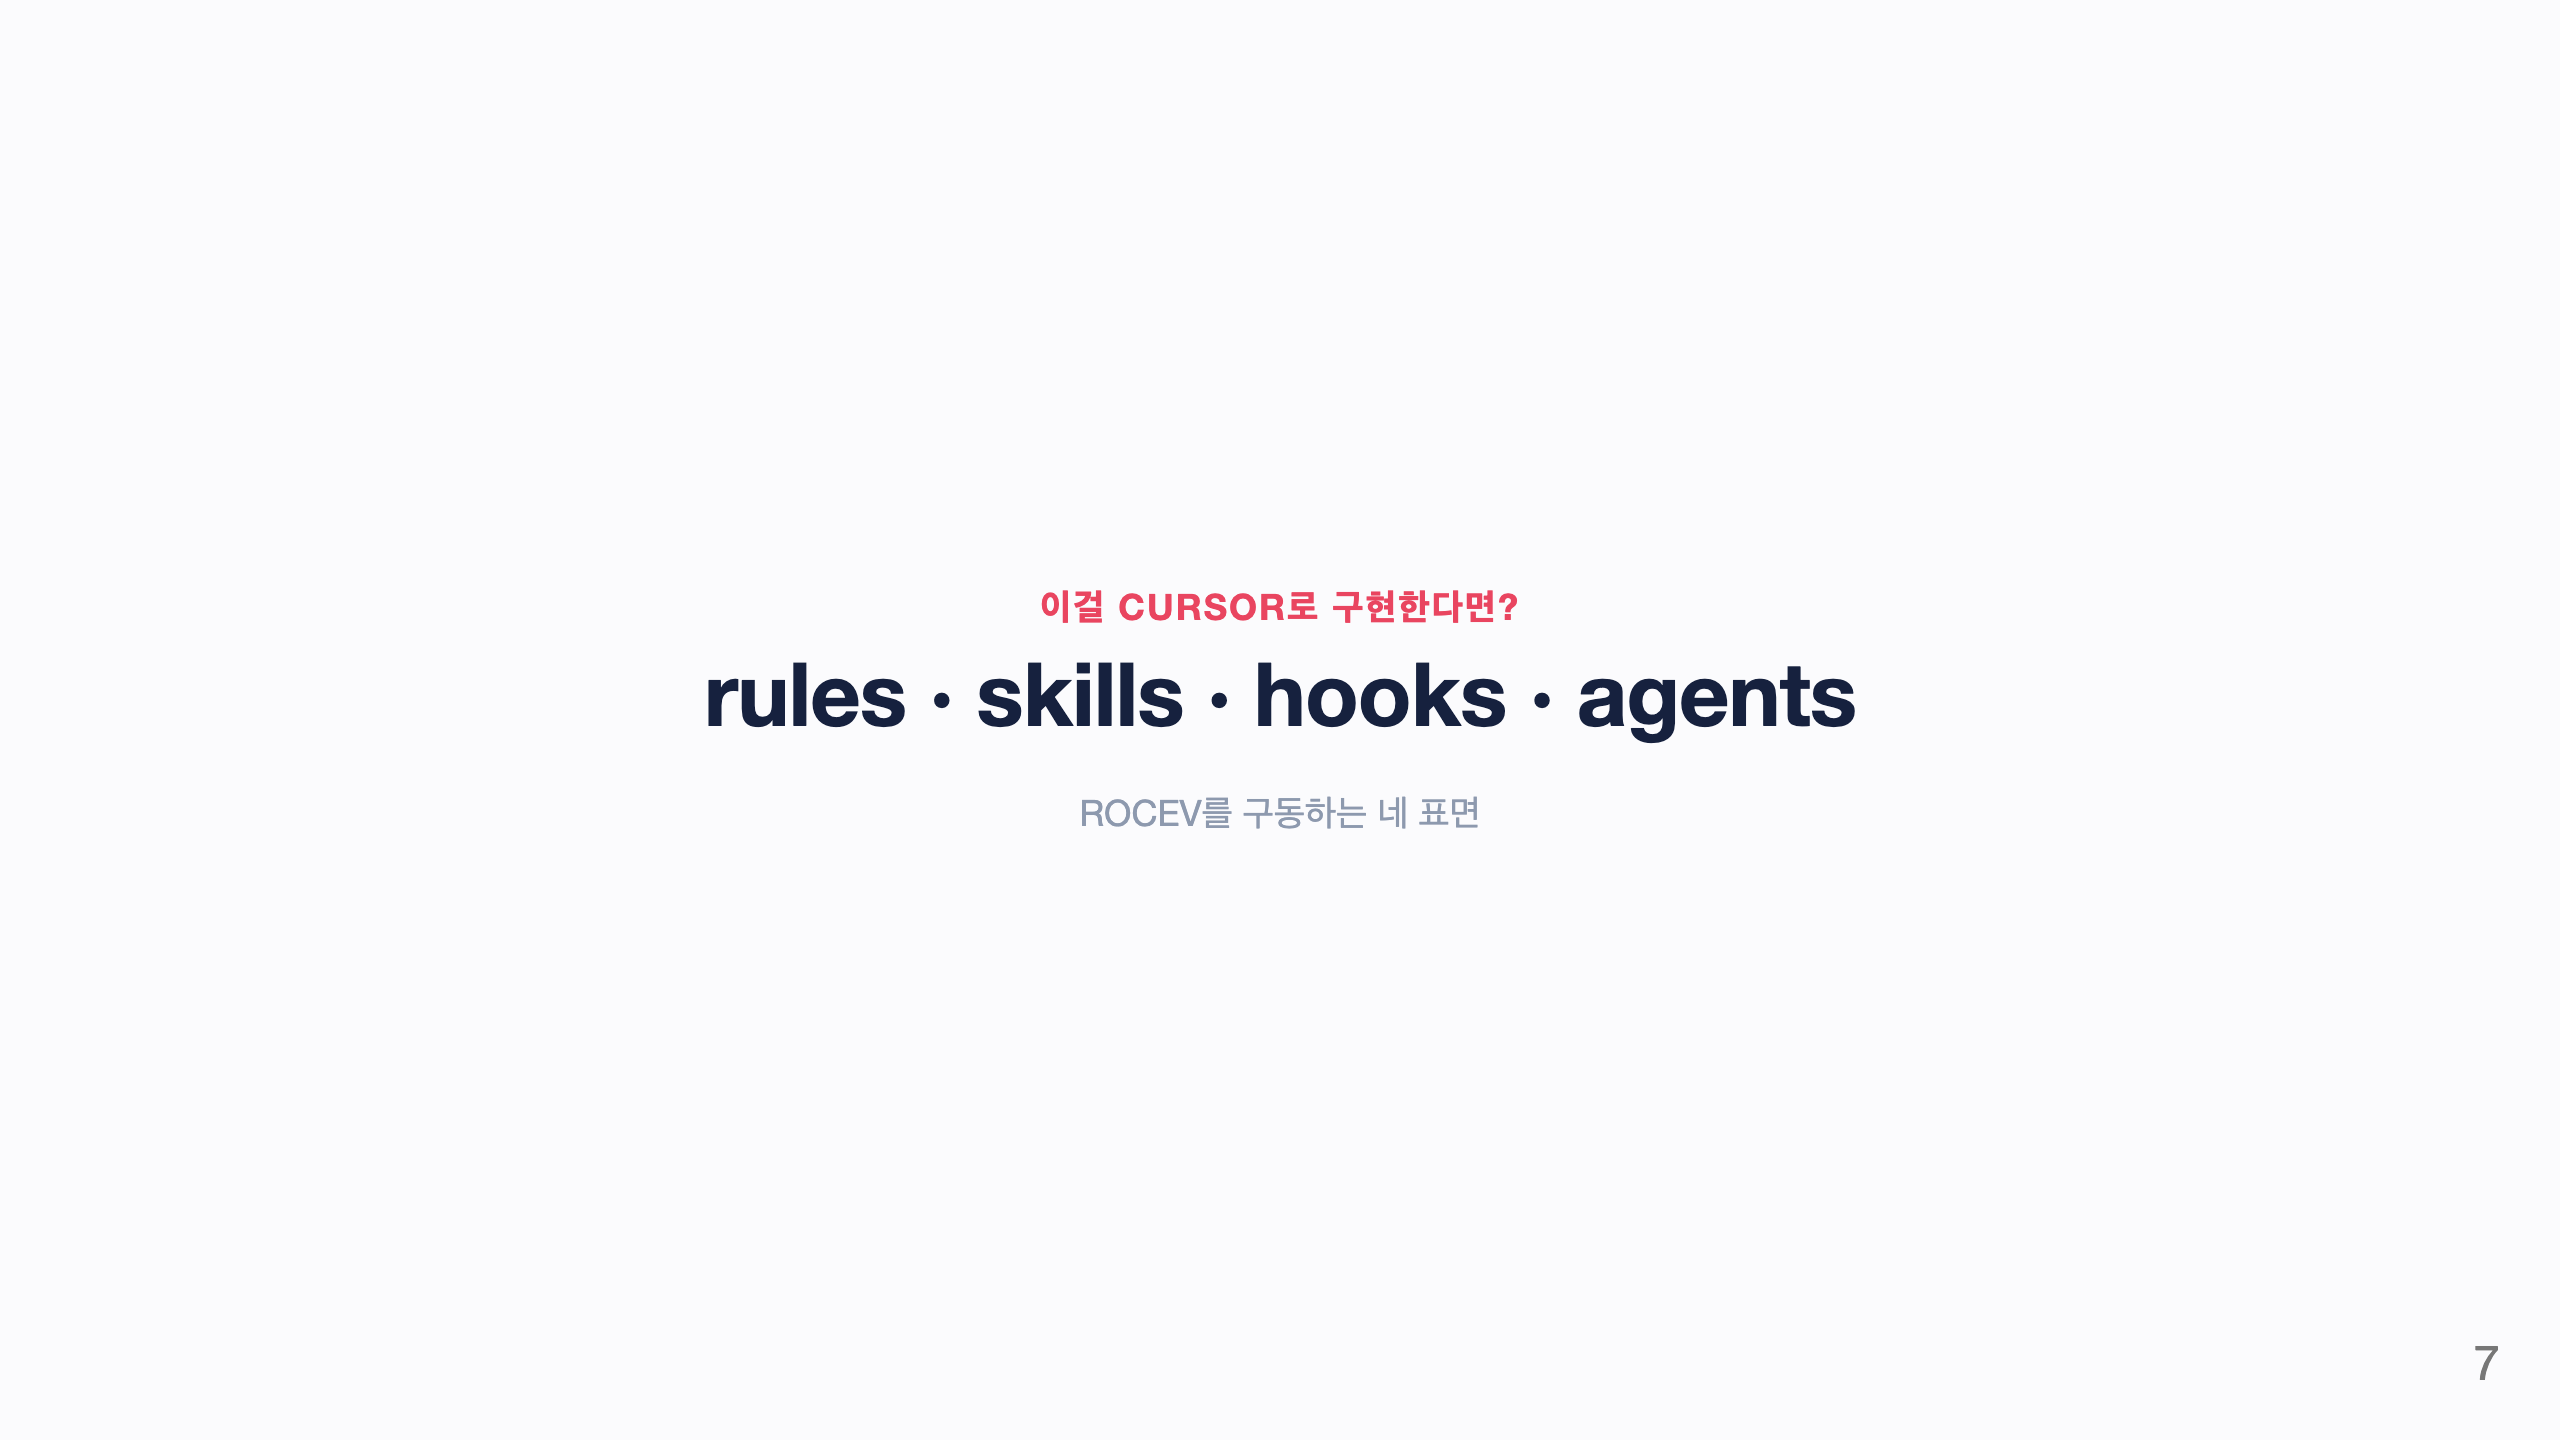 이걸 CURSOR로 구현한다면?
rules · skills · hooks · agents
ROCEV를 구동하는 네 표면
7